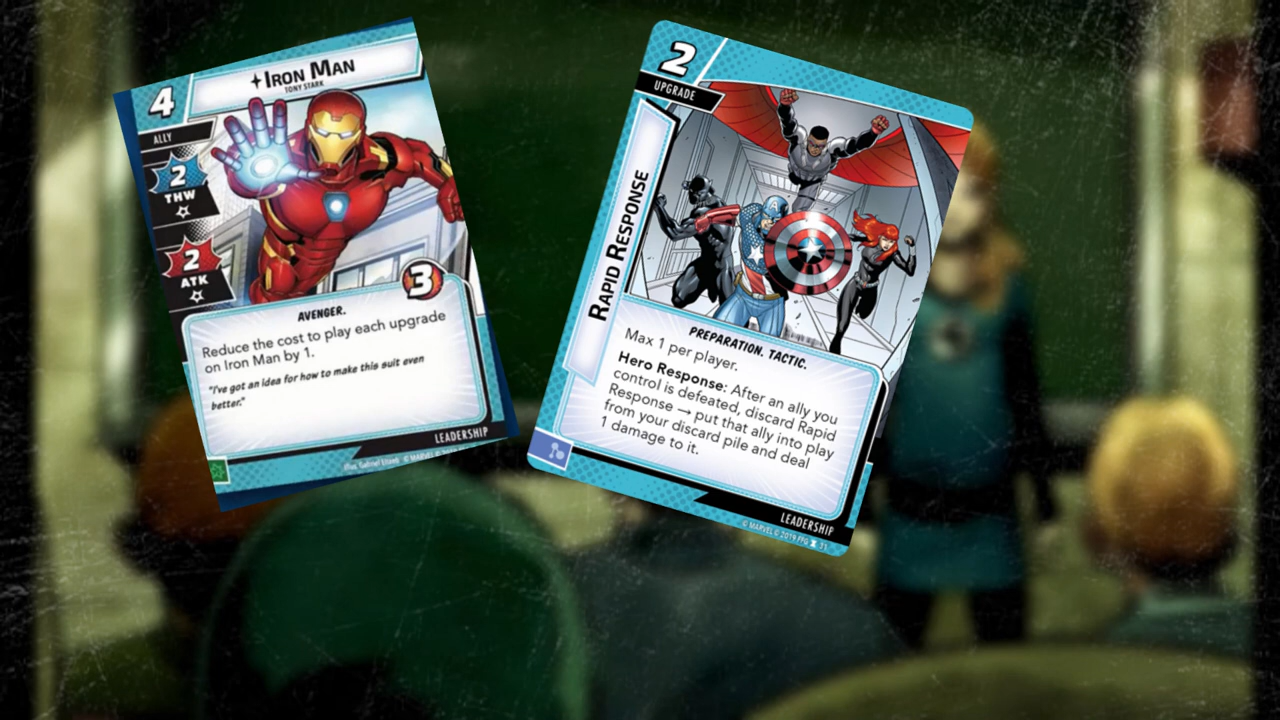 4
IRON MAN
TONY STARK
ALLY
2
THW
2
ATK
3
AVENGER.
Reduce the cost to play each upgrade
on Iron Man by 1.
"I've got an idea for how to make this suit even
better."
LEADERSHIP
2
UPGRADE
RAPID RESPONSE
PREPARATION. TACTIC.
Max 1 per player.
Hero Response: After an ally you
control is defeated, discard Rapid
Response → put that ally into play
from your discard pile and deal
1 damage to it.
LEADERSHIP
© MARVEL © 2019 FFG